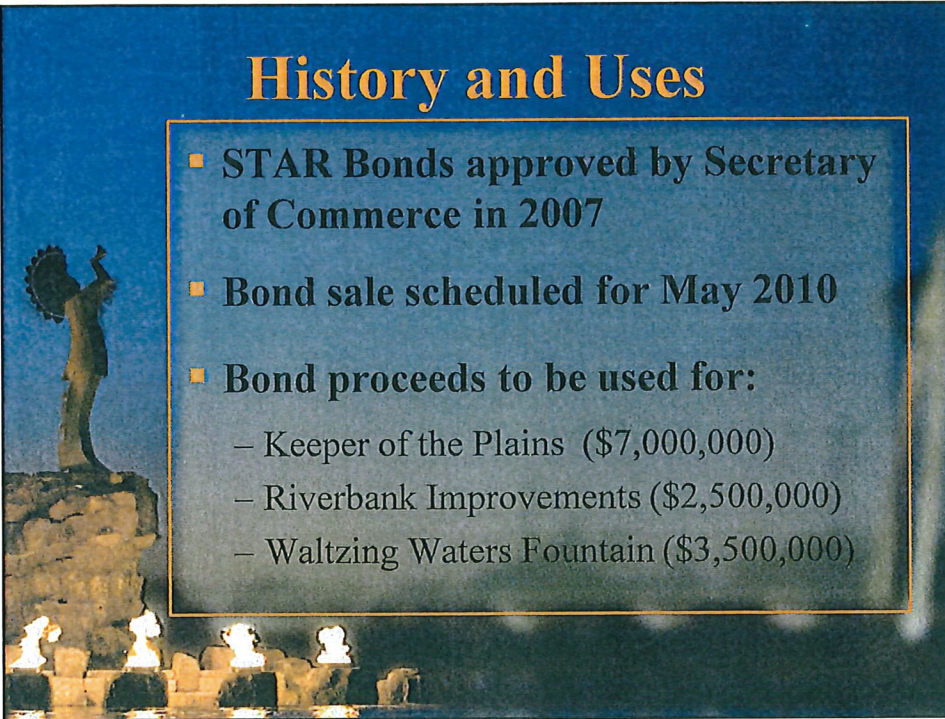 History and Uses
▪ STAR Bonds approved by Secretary
of Commerce in 2007
▪ Bond sale scheduled for May 2010
▪ Bond proceeds to be used for:
– Keeper of the Plains ($7,000,000)
– Riverbank Improvements ($2,500,000)
– Waltzing Waters Fountain ($3,500,000)